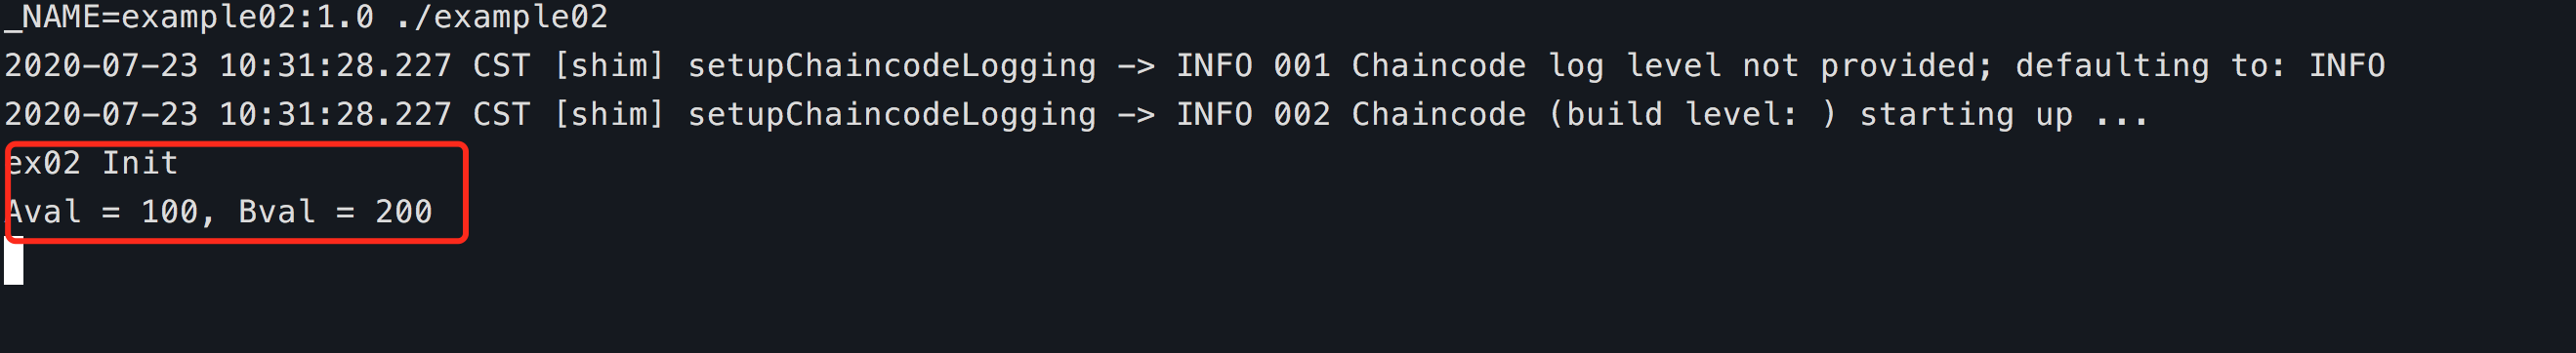 _NAME=example02:1.0 ./example02
2020-07-23 10:31:28.227 CST [shim] setupChaincodeLogging -> INFO 001 Chaincode log level not provided; defaulting to: INFO
2020-07-23 10:31:28.227 CST [shim] setupChaincodeLogging -> INFO 002 Chaincode (build level: ) starting up ...
ex02 Init
Aval = 100, Bval = 200